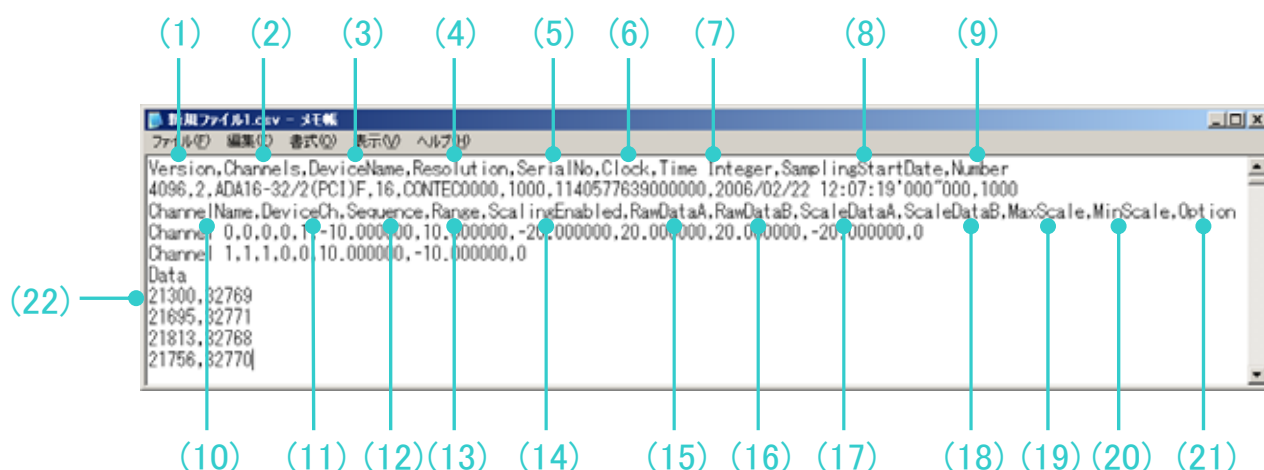 (1) (2) (3) (4) (5) (6) (7) (8) (9)
新規ファイル1.csv - メモ帳
ファイル(F) 編集(E) 書式(O) 表示(V) ヘルプ(H)
Version,Channels,DeviceName,Resolution,SerialNo,Clock,Time Integer,SamplingStartDate,Number
4096,2,ADA16-32/2(PCI)F,16,CONTEC0000,1000,1140577639000000,2006/02/22 12:07:19'000"000,1000
ChannelName,DeviceCh,Sequence,Range,ScalingEnabled,RawDataA,RawDataB,ScaleDataA,ScaleDataB,MaxScale,MinScale,Option
Channel 0,0,0,0,1,-10.000000,10.000000,-20.000000,20.000000,20.000000,-20.000000,0
Channel 1,1,1,0,0,10.000000,-10.000000,0
Data
(22)
21300,32769
21695,32771
21813,32768
21756,32770
(10) (11) (12) (13) (14) (15) (16) (17) (18) (19) (20) (21)